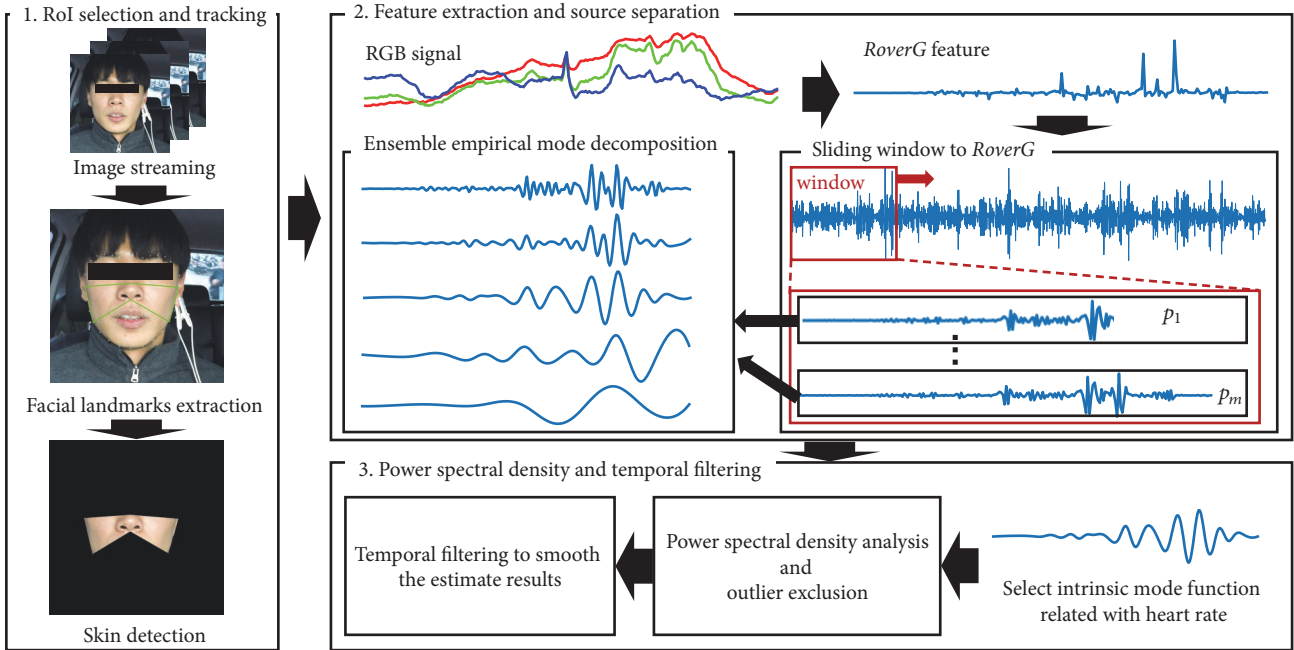 1. RoI selection and tracking
Image streaming
Facial landmarks extraction
Skin detection
2. Feature extraction and source separation
RGB signal
RoverG feature
Ensemble empirical mode decomposition
Sliding window to RoverG
window
p1
pm
3. Power spectral density and temporal filtering
Temporal filtering to smooth
the estimate results
Power spectral density analysis
and
outlier exclusion
Select intrinsic mode function
related with heart rate